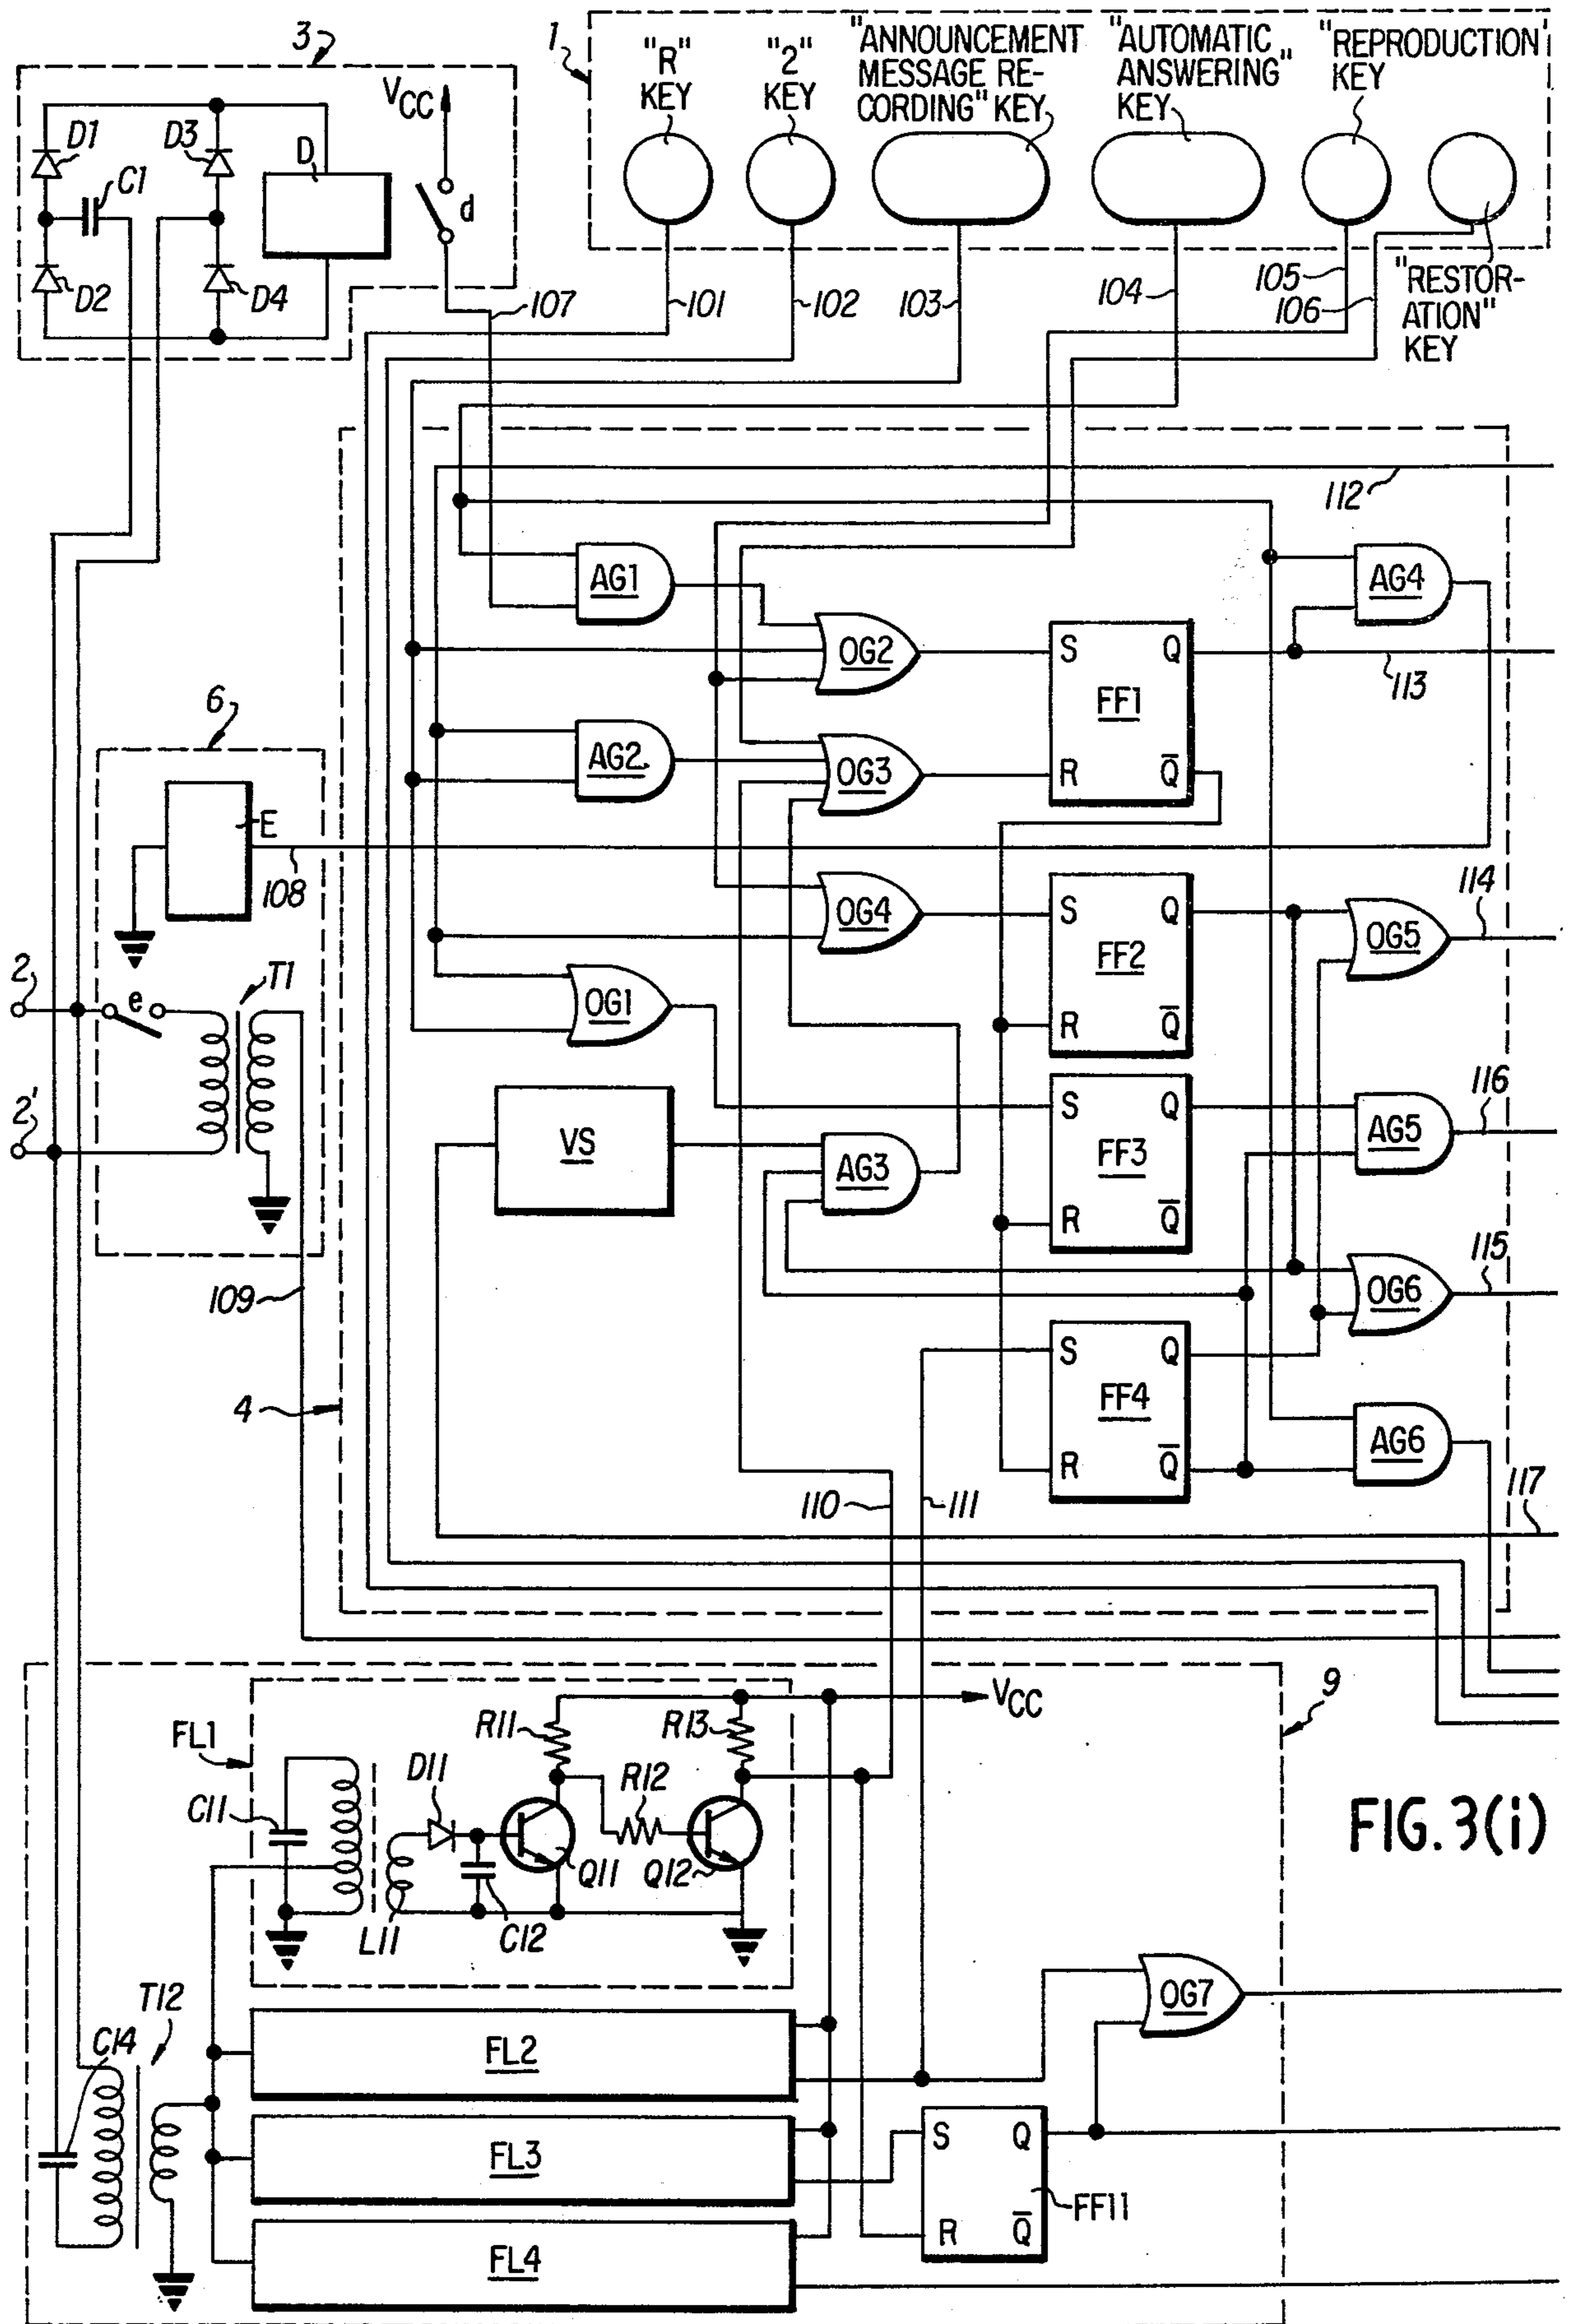 3
1
"R"
KEY
"2"
KEY
"ANNOUNCEMENT
MESSAGE RE-
CORDING" KEY
"AUTOMATIC
ANSWERING"
KEY
"REPRODUCTION"
KEY
VCC
D1
D3
D
C1
d
D2
D4
107
101
102
103
104
105
106
"RESTOR-
ATION"
KEY
112
AG1
AG4
OG2
S
Q
FF1
113
6
AG2
OG3
R
Q̅
E
108
OG4
S
Q
114
OG5
FF2
2
e
T1
OG1
R
Q̅
2'
VS
S
Q
116
AG5
AG3
FF3
R
Q̅
115
OG6
109
S
Q
4
FF4
AG6
R
Q̅
110
111
117
VCC
9
R11
R13
FL1
D11
R12
C11
FIG. 3(i)
Q11
Q12
L11
C12
T12
OG7
C14
FL2
S
Q
FL3
FF11
R
Q̅
FL4